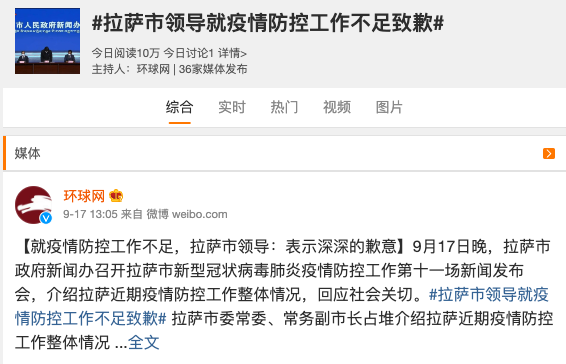 市人民政府新闻办
#拉萨市领导就疫情防控工作不足致歉#
今日阅读10万 今日讨论1 详情>
主持人：环球网 | 36家媒体发布
综合 实时 热门 视频 图片
媒体
环球网
9-17 13:05 来自 微博 weibo.com
【就疫情防控工作不足，拉萨市领导：表示深深的歉意】9月17日晚，拉萨市
政府新闻办召开拉萨市新型冠状病毒肺炎疫情防控工作第十一场新闻发布
会，介绍拉萨近期疫情防控工作整体情况，回应社会关切。#拉萨市领导就疫
情防控工作不足致歉# 拉萨市委常委、常务副市长占堆介绍拉萨近期疫情防控
工作整体情况 ...全文